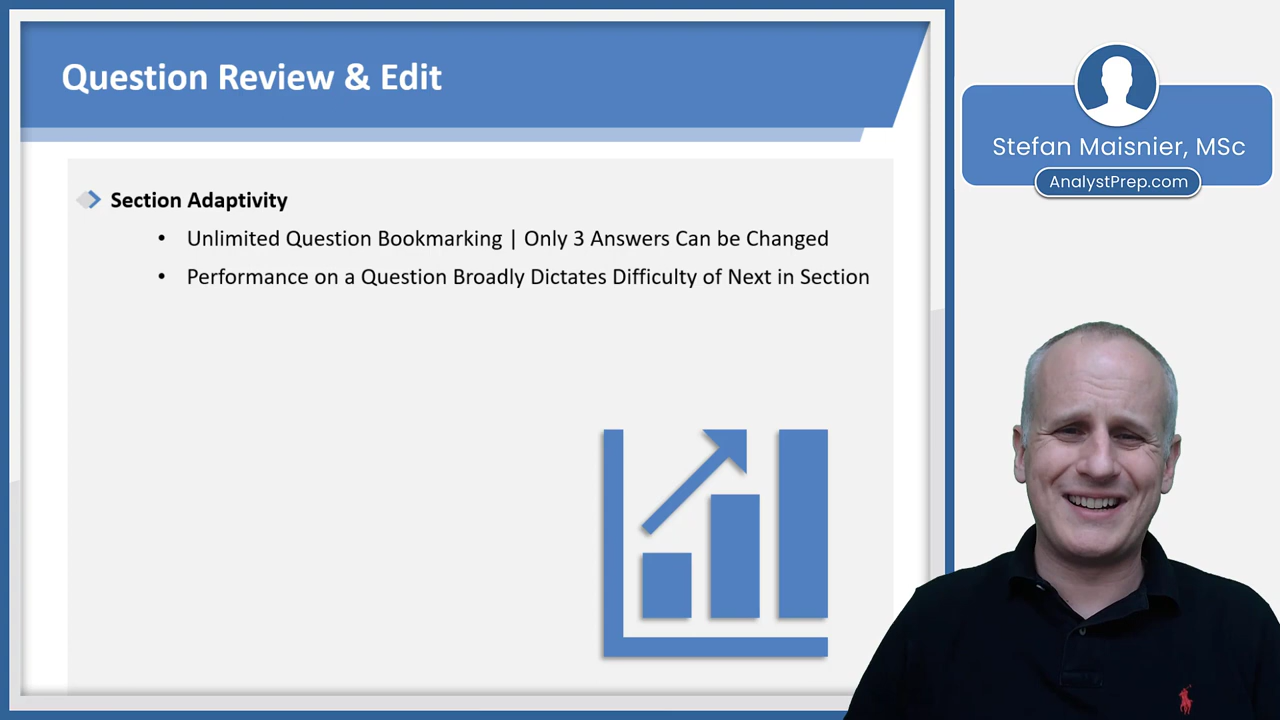 Question Review & Edit
Section Adaptivity
• Unlimited Question Bookmarking | Only 3 Answers Can be Changed
• Performance on a Question Broadly Dictates Difficulty of Next in Section
Stefan Maisnier, MSc
AnalystPrep.com